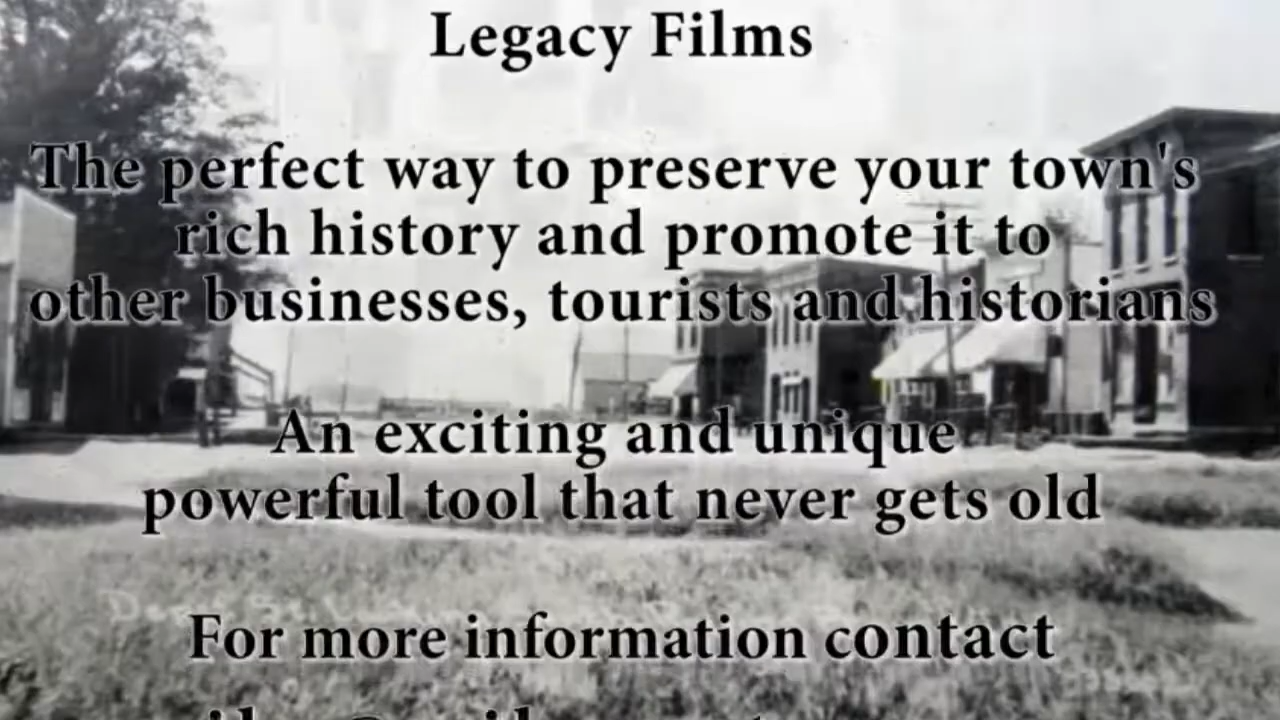 Legacy Films
The perfect way to preserve your town's
rich history and promote it to
other businesses, tourists and historians
An exciting and unique
powerful tool that never gets old
For more information contact